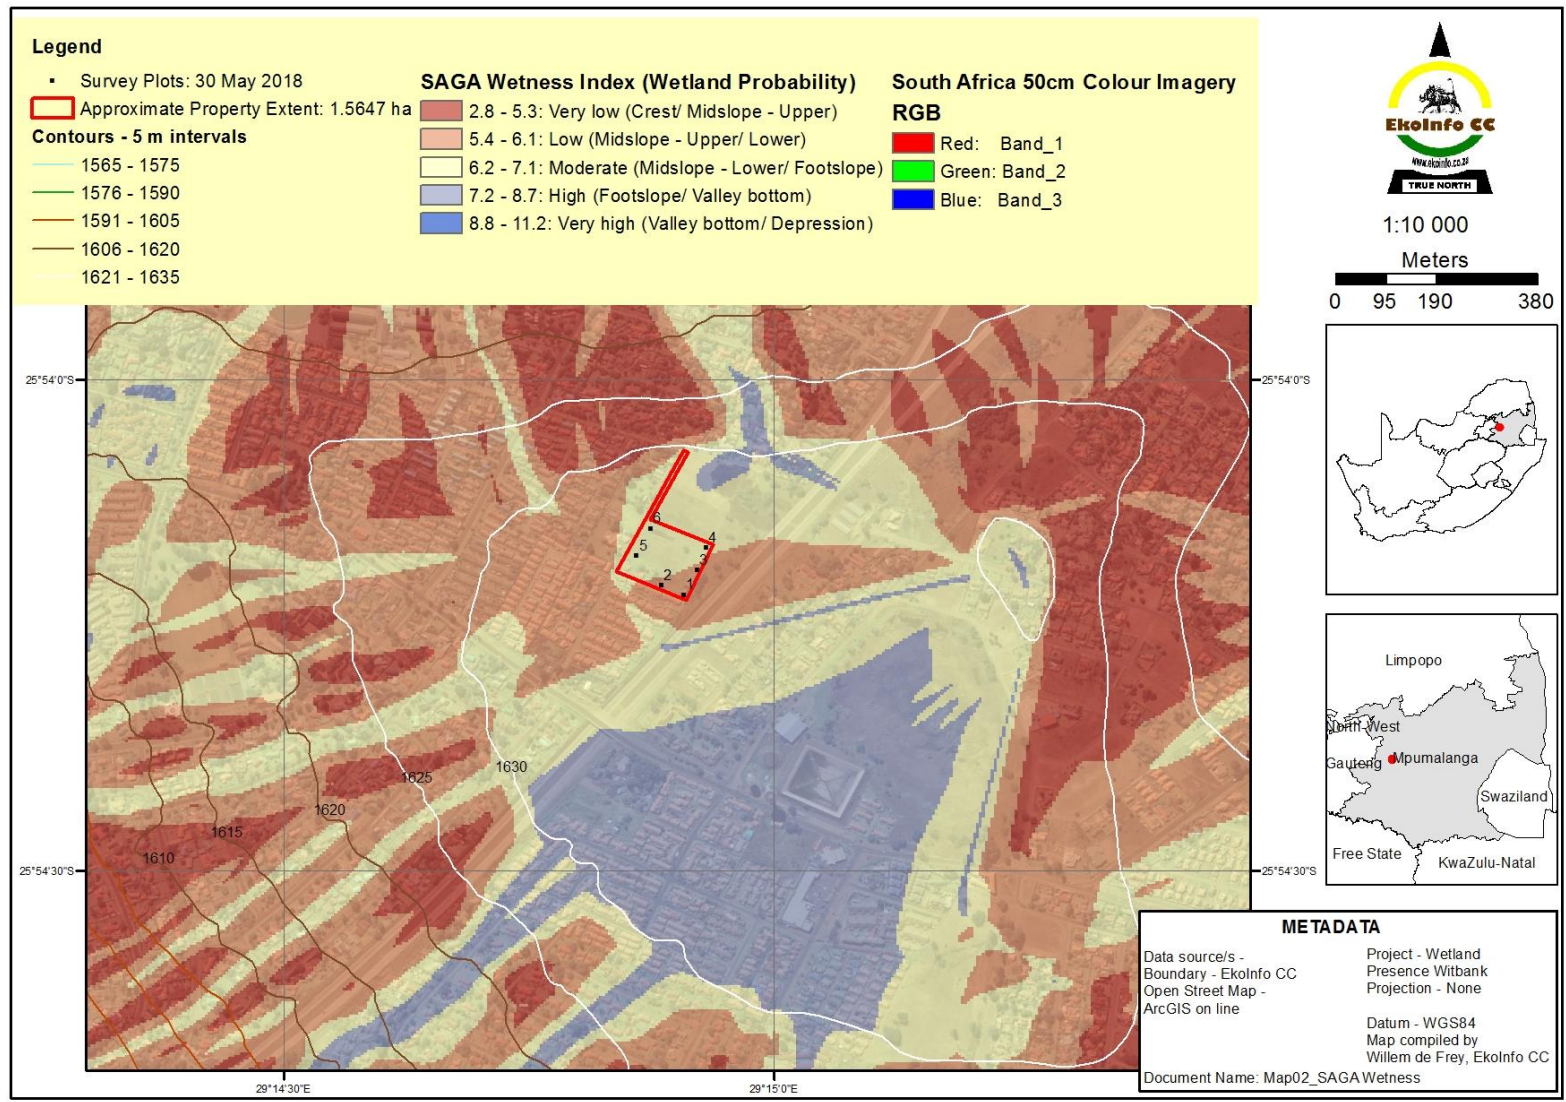 Legend
Survey Plots: 30 May 2018
Approximate Property Extent: 1.5647 ha
Contours - 5 m intervals
1565 - 1575
1576 - 1590
1591 - 1605
1606 - 1620
1621 - 1635
SAGA Wetness Index (Wetland Probability)
2.8 - 5.3: Very low (Crest/ Midslope - Upper)
5.4 - 6.1: Low (Midslope - Upper/ Lower)
6.2 - 7.1: Moderate (Midslope - Lower/ Footslope)
7.2 - 8.7: High (Footslope/ Valley bottom)
8.8 - 11.2: Very high (Valley bottom/ Depression)
South Africa 50cm Colour Imagery
RGB
Red: Band_1
Green: Band_2
Blue: Band_3
EkoInfo CC
www.ekoinfo.co.za
TRUE NORTH
1:10 000
Meters
0 95 190 380
25°54'0"S
25°54'0"S
6
4
5
3
2
1
1630
1625
1620
1615
1610
25°54'30"S
25°54'30"S
29°14'30"E
29°15'0"E
Limpopo
North-West
Gauteng
Mpumalanga
Swaziland
Free State
KwaZulu-Natal
METADATA
Data source/s -
Boundary - EkoInfo CC
Open Street Map -
ArcGIS on line
Project - Wetland
Presence Witbank
Projection - None
Datum - WGS84
Map compiled by
Willem de Frey, EkoInfo CC
Document Name: Map02_SAGA Wetness